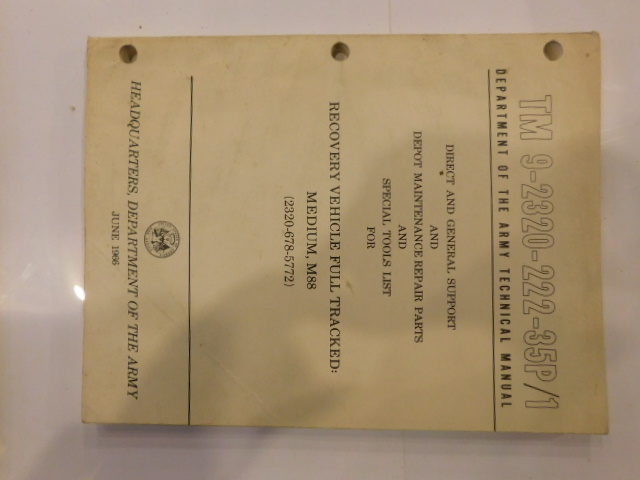 TM 9-2320-222-35P/1
DEPARTMENT OF THE ARMY TECHNICAL MANUAL
DIRECT AND GENERAL SUPPORT
AND
DEPOT MAINTENANCE REPAIR PARTS
AND
SPECIAL TOOLS LIST
FOR
RECOVERY VEHICLE FULL TRACKED:
MEDIUM, M88
(2320-678-5772)
HEADQUARTERS, DEPARTMENT OF THE ARMY
JUNE 1966